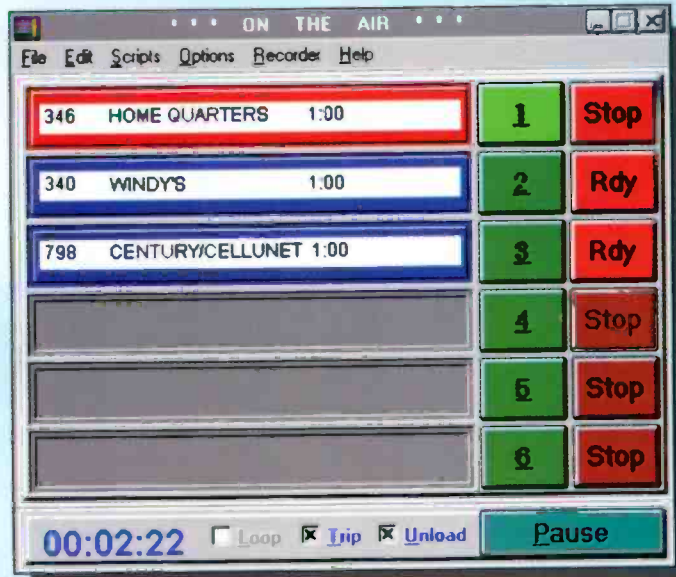 • • • ON THE AIR • • •
File Edit Scripts Options Recorder Help
346 HOME QUARTERS 1:00 1 Stop
340 WINDY'S 1:00 2 Rdy
798 CENTURY/CELLUNET 1:00 3 Rdy
4 Stop
5 Stop
6 Stop
00:02:22 Loop Trip Unload Pause